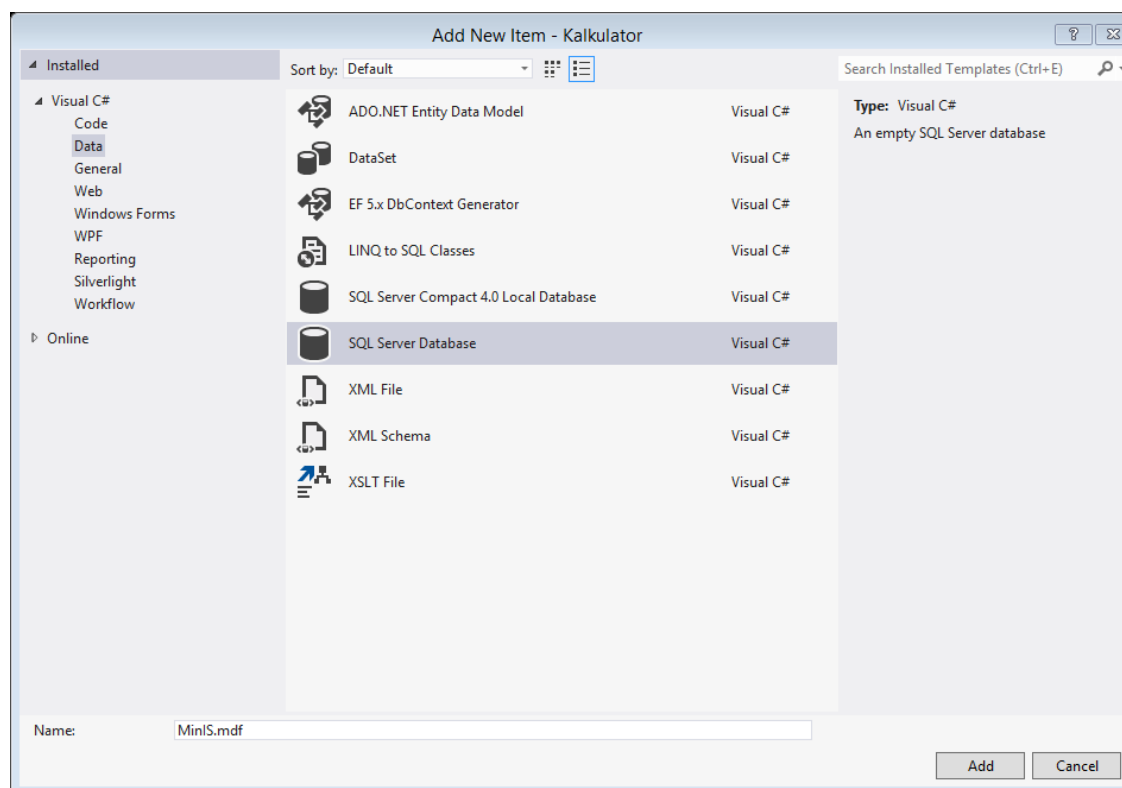 Add New Item - Kalkulator
Installed
Visual C#
Code
Data
General
Web
Windows Forms
WPF
Reporting
Silverlight
Workflow
Online
Sort by: Default
Search Installed Templates (Ctrl+E)
ADO.NET Entity Data Model Visual C#
DataSet Visual C#
EF 5.x DbContext Generator Visual C#
LINQ to SQL Classes Visual C#
SQL Server Compact 4.0 Local Database Visual C#
SQL Server Database Visual C#
XML File Visual C#
XML Schema Visual C#
XSLT File Visual C#
Type: Visual C#
An empty SQL Server database
Name: MinIS.mdf
Add Cancel